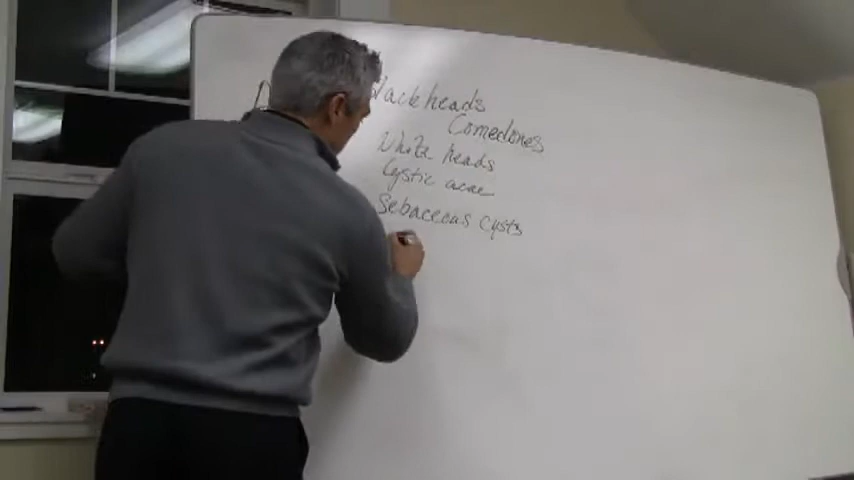 lackheads
Comedones
White heads
Cystic acne
Sebaceous cysts